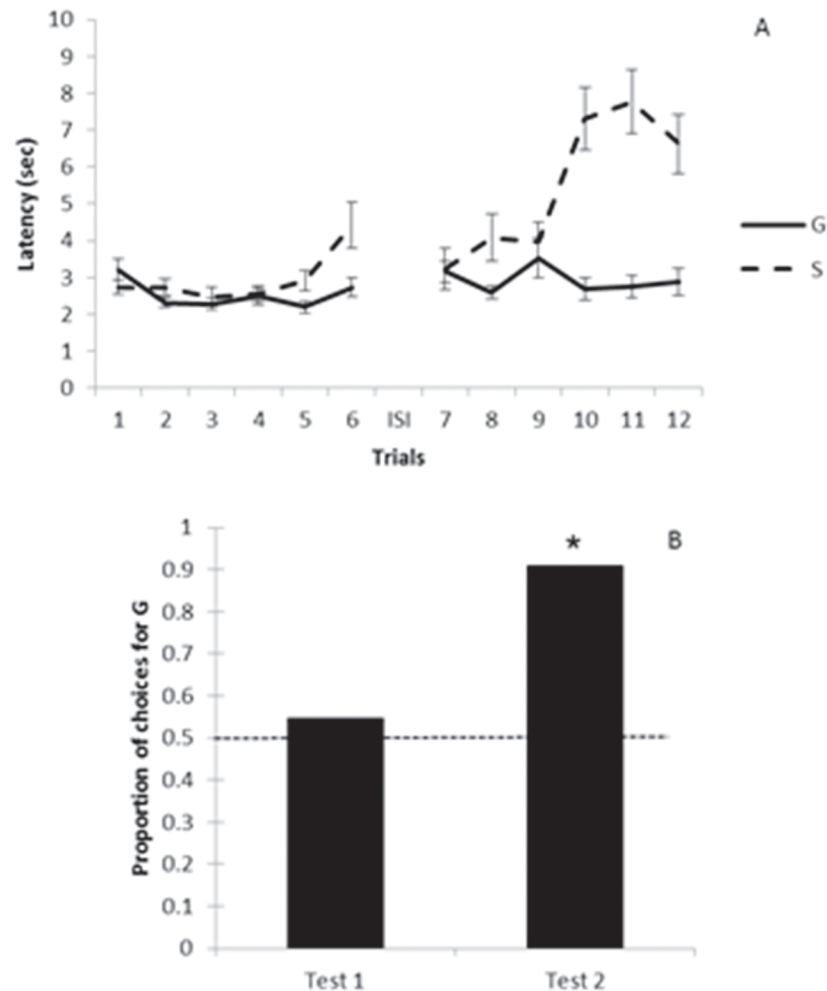 A
Latency (sec)
10
9
8
7
6
5
4
3
2
1
0
1 2 3 4 5 6 ISI 7 8 9 10 11 12
Trials
G
S
B
Proportion of choices for G
1
0.9
0.8
0.7
0.6
0.5
0.4
0.3
0.2
0.1
0
*
Test 1 Test 2